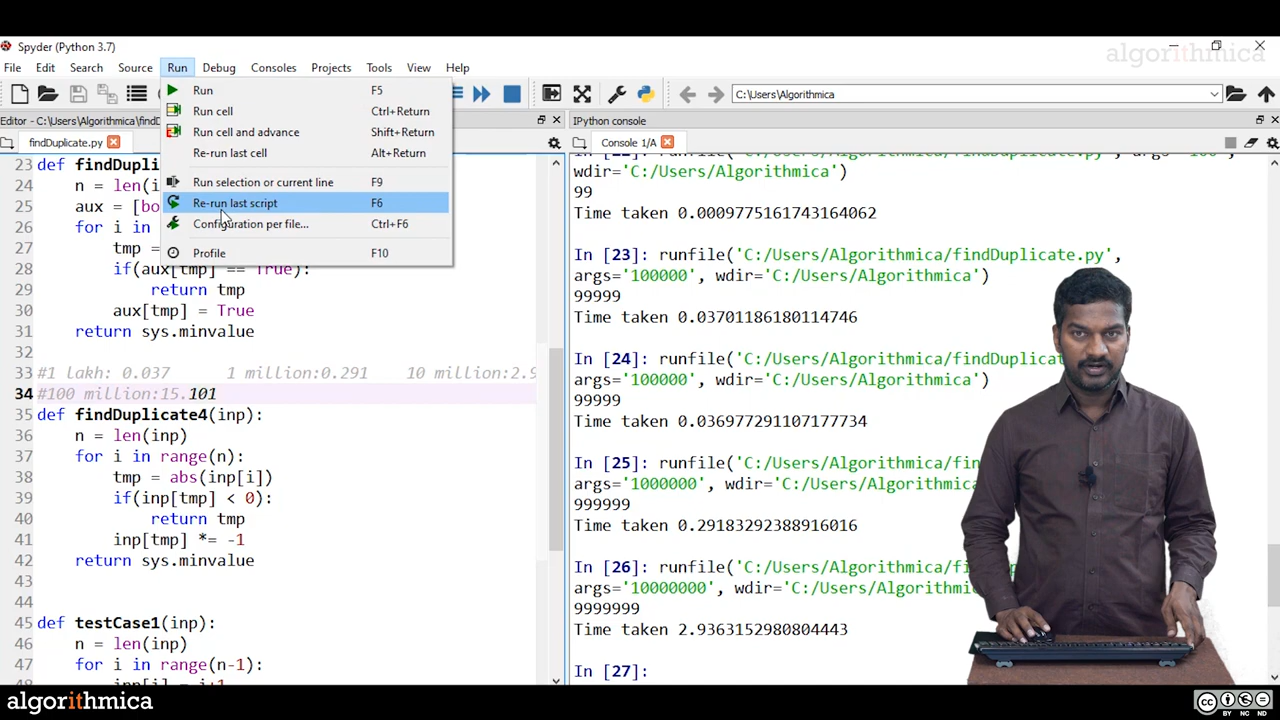 Spyder (Python 3.7)
algorithmica
File Edit Search Source Run Debug Consoles Projects Tools View Help
Run F5
Run cell Ctrl+Return
Run cell and advance Shift+Return
Re-run last cell Alt+Return
Run selection or current line F9
Re-run last script F6
Configuration per file... Ctrl+F6
Profile F10
C:\Users\Algorithmica
Editor - C:\Users\Algorithmica\find
findDuplicate.py
23 def findDupli
24 n = len(i
25 aux = [bo
26 for i in
27 tmp =
28 if(aux[tmp] == True):
29 return tmp
30 aux[tmp] = True
31 return sys.minvalue
32
33 #1 lakh: 0.037 1 million:0.291 10 million:2.9
34 #100 million:15.101
35 def findDuplicate4(inp):
36 n = len(inp)
37 for i in range(n):
38 tmp = abs(inp[i])
39 if(inp[tmp] < 0):
40 return tmp
41 inp[tmp] *= -1
42 return sys.minvalue
43
44
45 def testCase1(inp):
46 n = len(inp)
47 for i in range(n-1):
inp[i] = i+1
IPython console
Console 1/A
wdir='C:/Users/Algorithmica')
99
Time taken 0.0009775161743164062
In [23]: runfile('C:/Users/Algorithmica/findDuplicate.py',
args='100000', wdir='C:/Users/Algorithmica')
99999
Time taken 0.03701186180114746
In [24]: runfile('C:/Users/Algorithmica/findDuplicat
args='100000', wdir='C:/Users/Algorithmica')
99999
Time taken 0.036977291107177734
In [25]: runfile('C:/Users/Algorithmica/fin
args='1000000', wdir='C:/Users/Algorithmica
999999
Time taken 0.29183292388916016
In [26]: runfile('C:/Users/Algorithmica/fi
args='10000000', wdir='C:/Users/Algorithmica
9999999
Time taken 2.9363152980804443
In [27]:
algorithmica
cc
BY NC ND